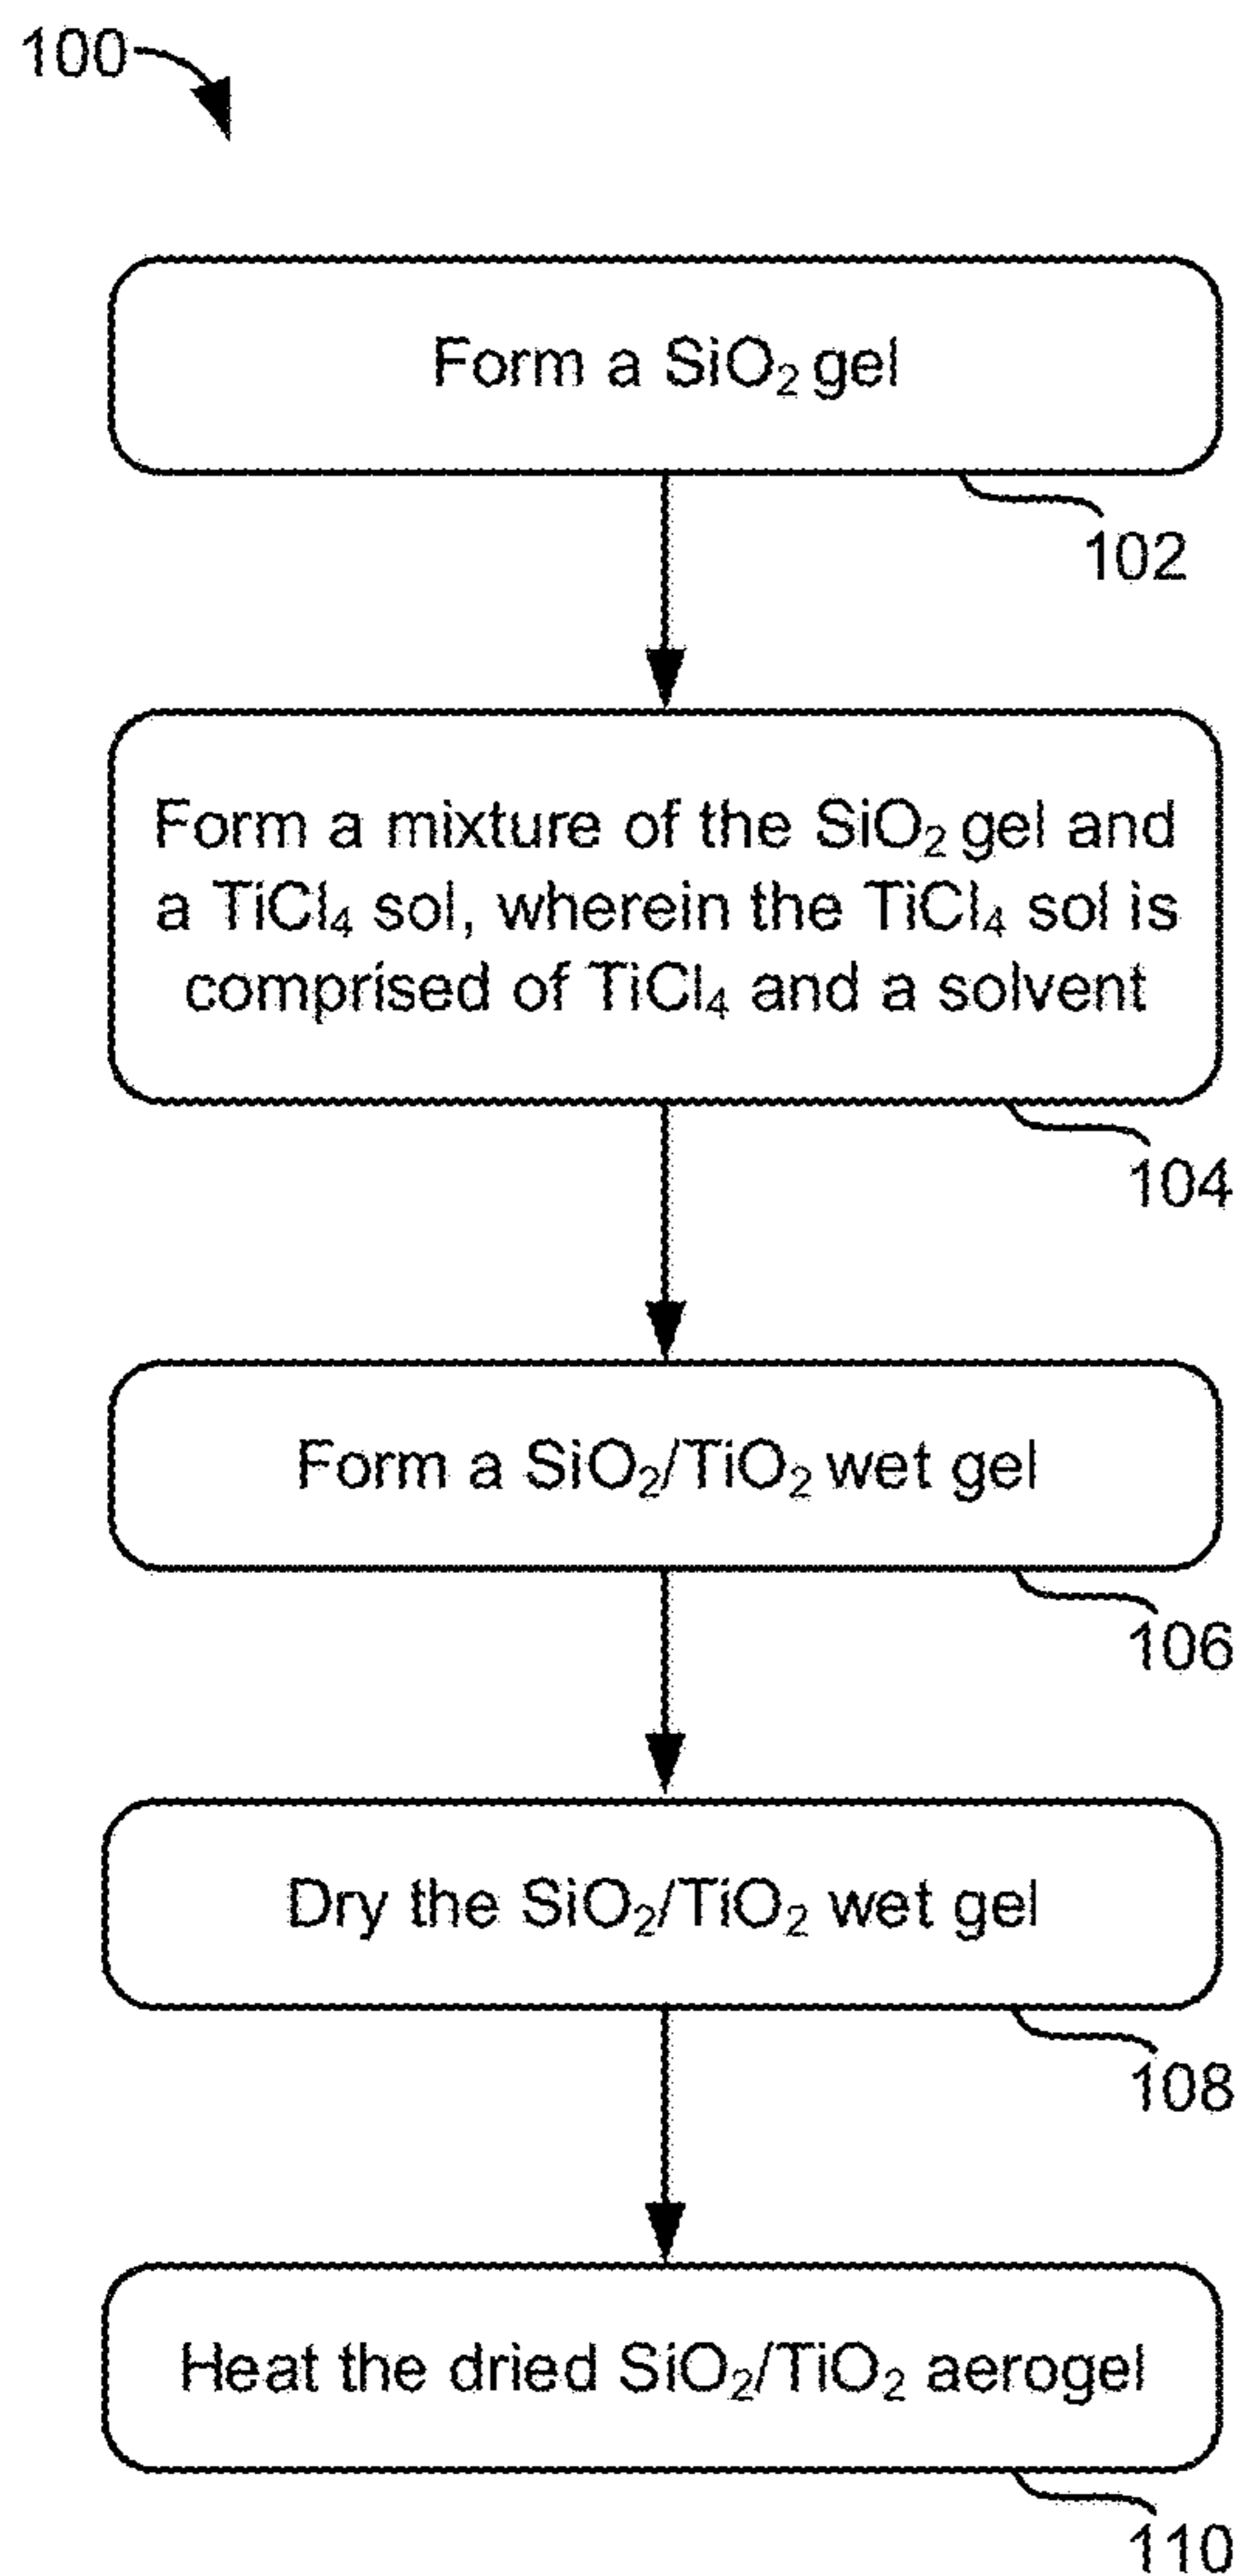 100
Form a SiO₂ gel
102
Form a mixture of the SiO₂ gel and
a TiCl₄ sol, wherein the TiCl₄ sol is
comprised of TiCl₄ and a solvent
104
Form a SiO₂/TiO₂ wet gel
106
Dry the SiO₂/TiO₂ wet gel
108
Heat the dried SiO₂/TiO₂ aerogel
110